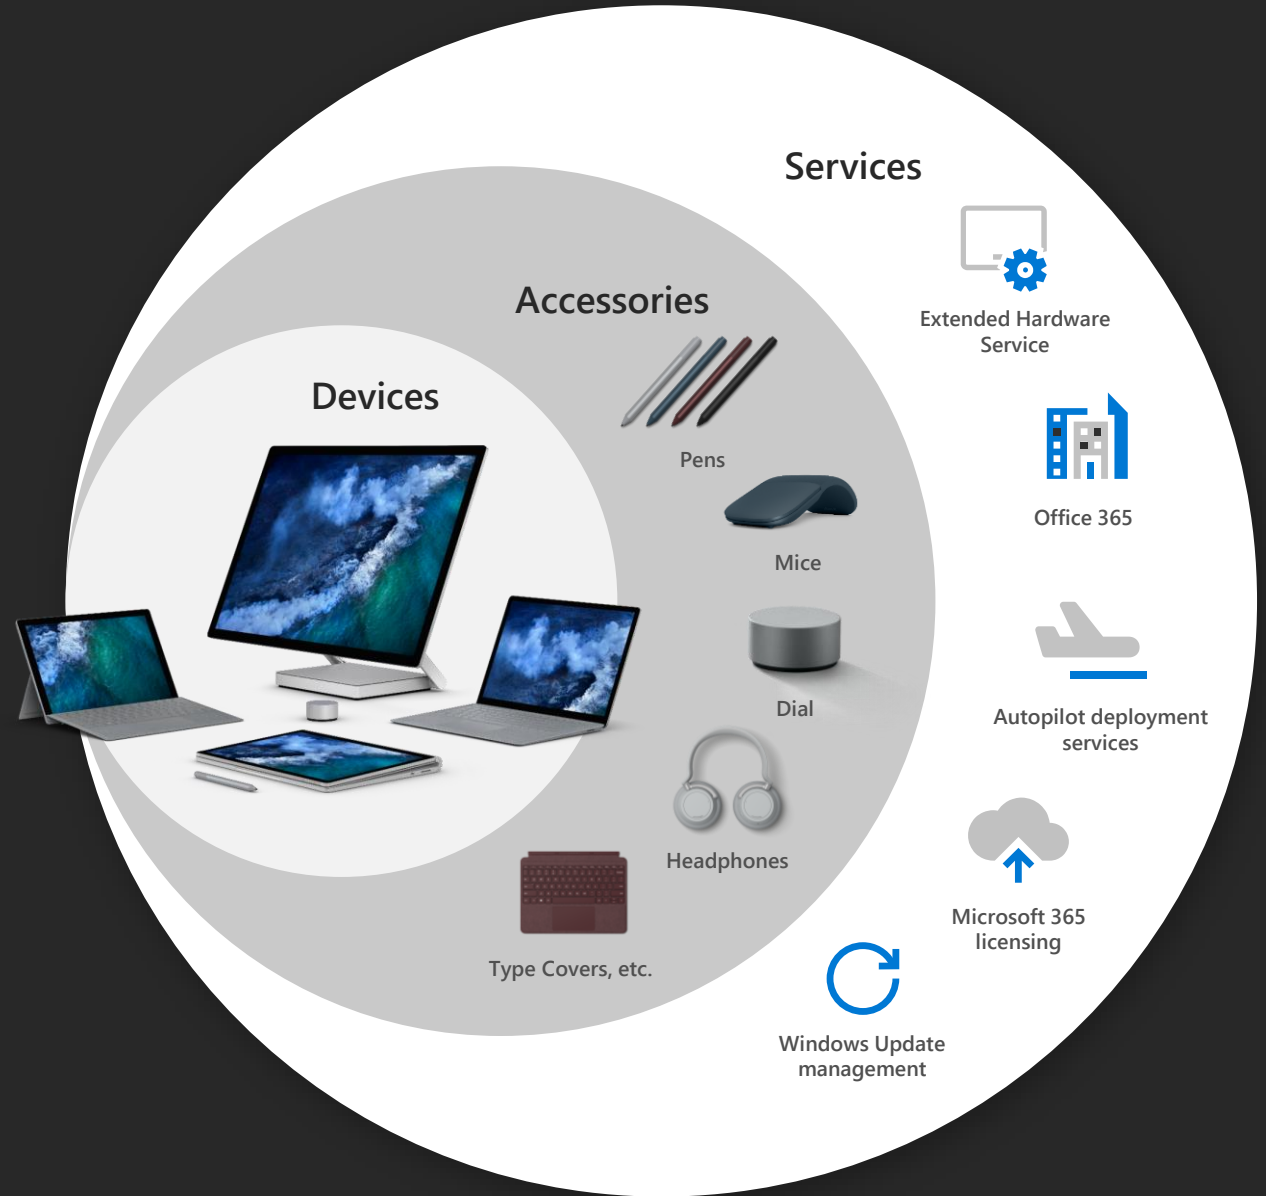 Services
Extended Hardware
Service
Accessories
Devices
Pens
Office 365
Mice
Dial
Autopilot deployment
services
Headphones
Microsoft 365
licensing
Type Covers, etc.
Windows Update
management